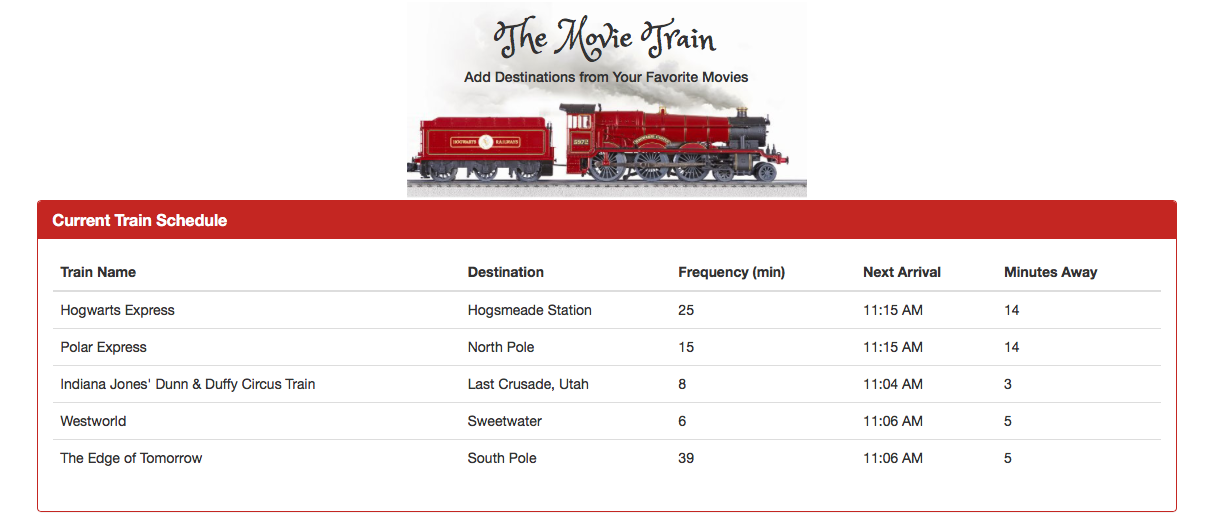 The Movie Train
Add Destinations from Your Favorite Movies
HOGWARTS RAILWAYS
5972
Current Train Schedule
Train Name Destination Frequency (min) Next Arrival Minutes Away
Hogwarts Express Hogsmeade Station 25 11:15 AM 14
Polar Express North Pole 15 11:15 AM 14
Indiana Jones' Dunn & Duffy Circus Train Last Crusade, Utah 8 11:04 AM 3
Westworld Sweetwater 6 11:06 AM 5
The Edge of Tomorrow South Pole 39 11:06 AM 5